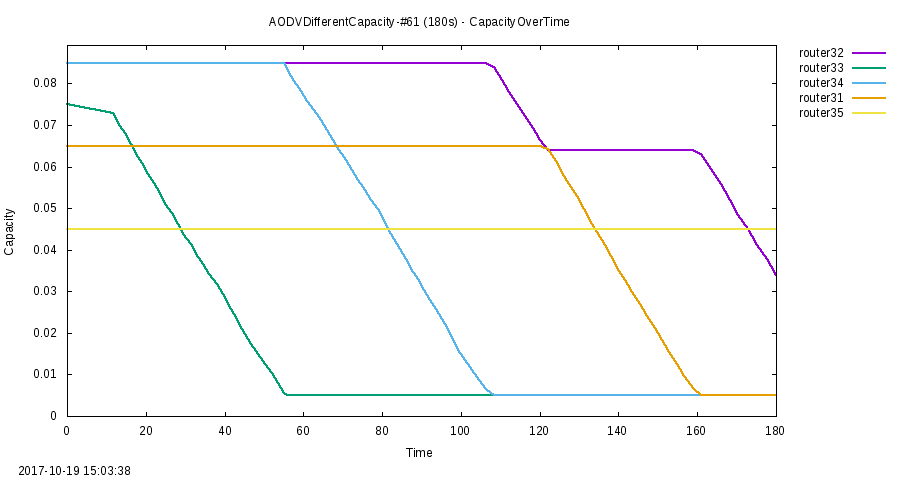 AODVDifferentCapacity-#61 (180s) - CapacityOverTime
router32
router33
router34
router31
router35
0.08
0.07
0.06
0.05
0.04
0.03
0.02
0.01
0
Capacity
0 20 40 60 80 100 120 140 160 180
Time
2017-10-19 15:03:38